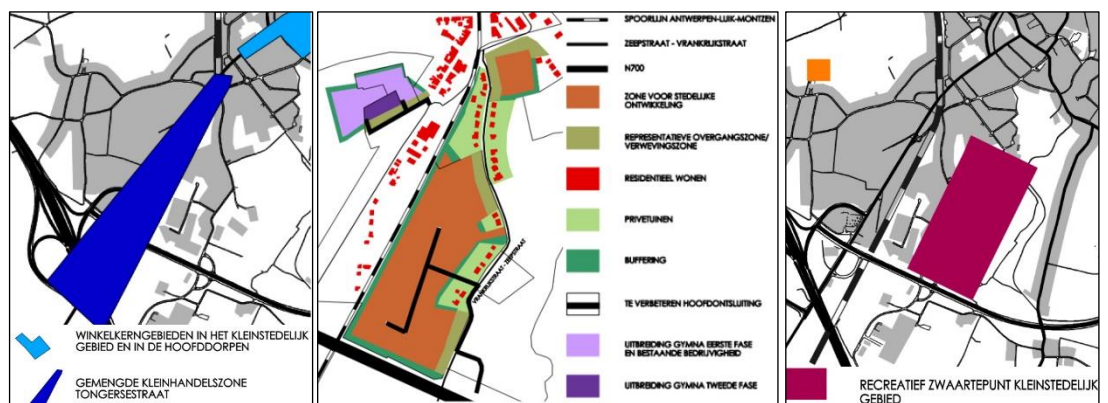 WINKELKERNGEBIEDEN IN HET KLEINSTEDELIJK
GEBIED EN IN DE HOOFDDORPEN
GEMENGDE KLEINHANDELSZONE
TONGERSESTRAAT
SPOORLIJN ANTWERPEN-LUIK-MONTZEN
ZEEPSTRAAT - VRANKRIJKSTRAAT
N700
ZONE VOOR STEDELIJKE
ONTWIKKELING
REPRESENTATIEVE OVERGANGSZONE/
VERWEVINGSZONE
RESIDENTIEEL WONEN
PRIVETUINEN
BUFFERING
TE VERBETEREN HOOFDONTSLUITING
UITBREIDING GYMNA EERSTE FASE
EN BESTAANDE BEDRIJVIGHEID
UITBREIDING GYMNA TWEEDE FASE
VRANKRIJKSTRAAT - ZEEPSTRAAT
RECREATIEF ZWAARTEPUNT KLEINSTEDELIJK
GEBIED